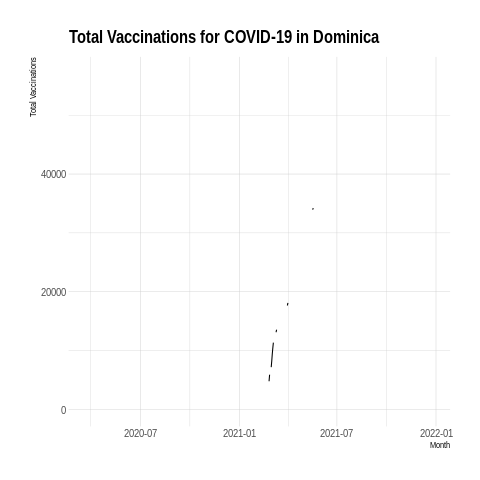 Total Vaccinations for COVID-19 in Dominica
Total Vaccinations
40000
20000
0
2020-07 2021-01 2021-07 2022-01
Month